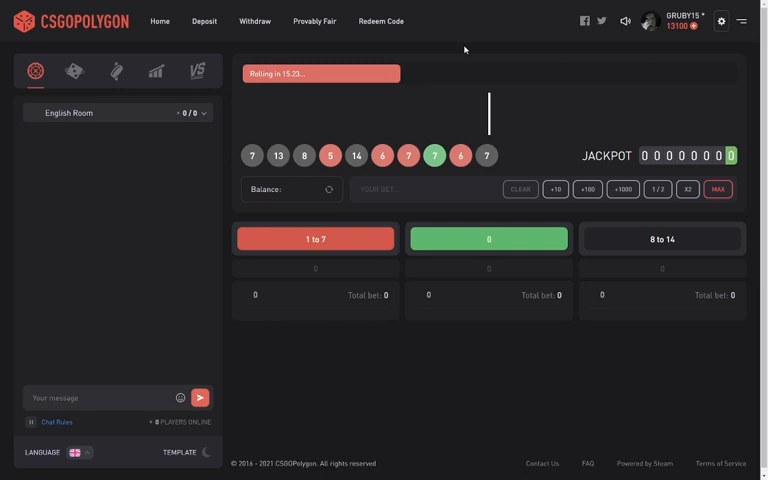 CSGOPOLYGON Home Deposit Withdraw Provably Fair Redeem Code GRUBY15 *
13100
VS Rolling in 15.23...
English Room 0 / 0
7 13 8 5 14 6 7 7 6 7 JACKPOT 0 0 0 0 0 0 0 0
Balance: YOUR BET... CLEAR +10 +100 +1000 1 / 2 X2 MAX
1 to 7 0 8 to 14
0 0 0
0 Total bet: 0 0 Total bet: 0 0 Total bet: 0
Your message
Chat Rules 0 PLAYERS ONLINE
LANGUAGE TEMPLATE
© 2016 - 2021 CSGOPolygon. All rights reserved Contact Us FAQ Powered by Steam Terms of Service